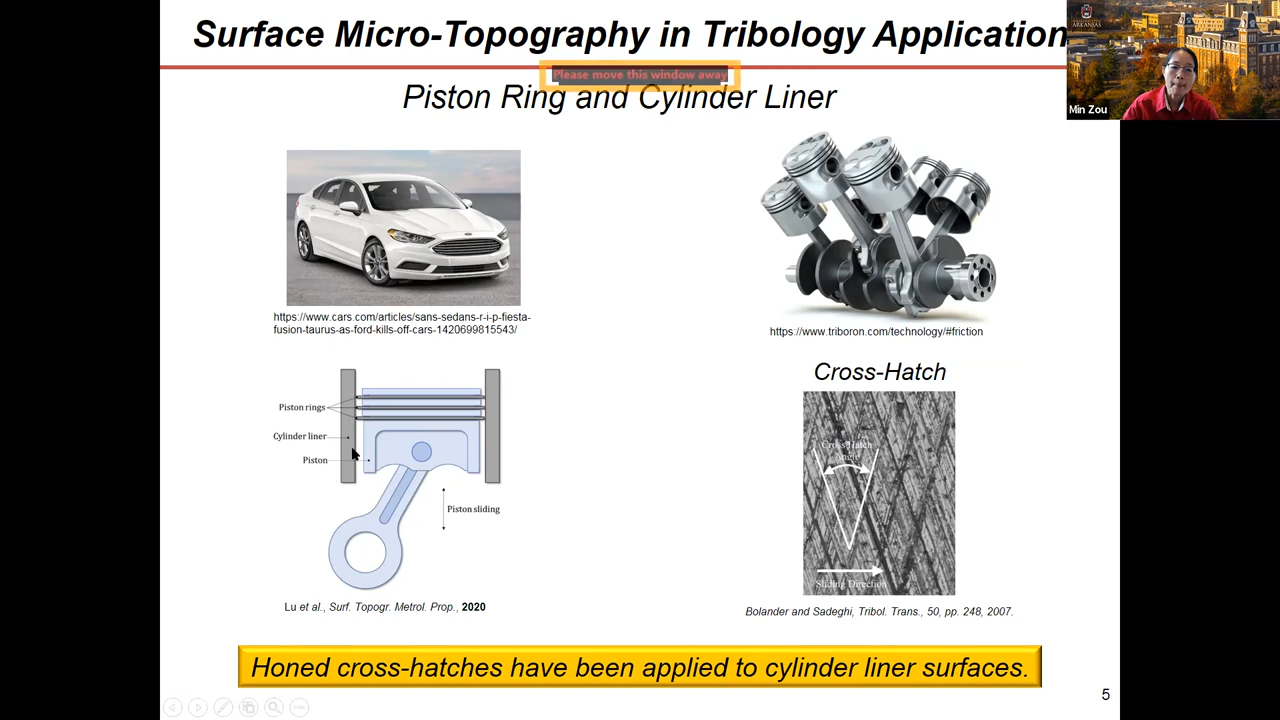 Surface Micro-Topography in Tribology Application
Please move this window away
Piston Ring and Cylinder Liner
ARKANSAS
Min Zou
https://www.cars.com/articles/sans-sedans-r-i-p-fiesta-
fusion-taurus-as-ford-kills-off-cars-1420699815543/
https://www.triboron.com/technology/#friction
Piston rings
Cylinder liner
Piston
Piston sliding
Lu et al., Surf. Topogr. Metrol. Prop., 2020
Cross-Hatch
Cross Hatch
Angle
Sliding Direction
Bolander and Sadeghi, Tribol. Trans., 50, pp. 248, 2007.
Honed cross-hatches have been applied to cylinder liner surfaces.
5